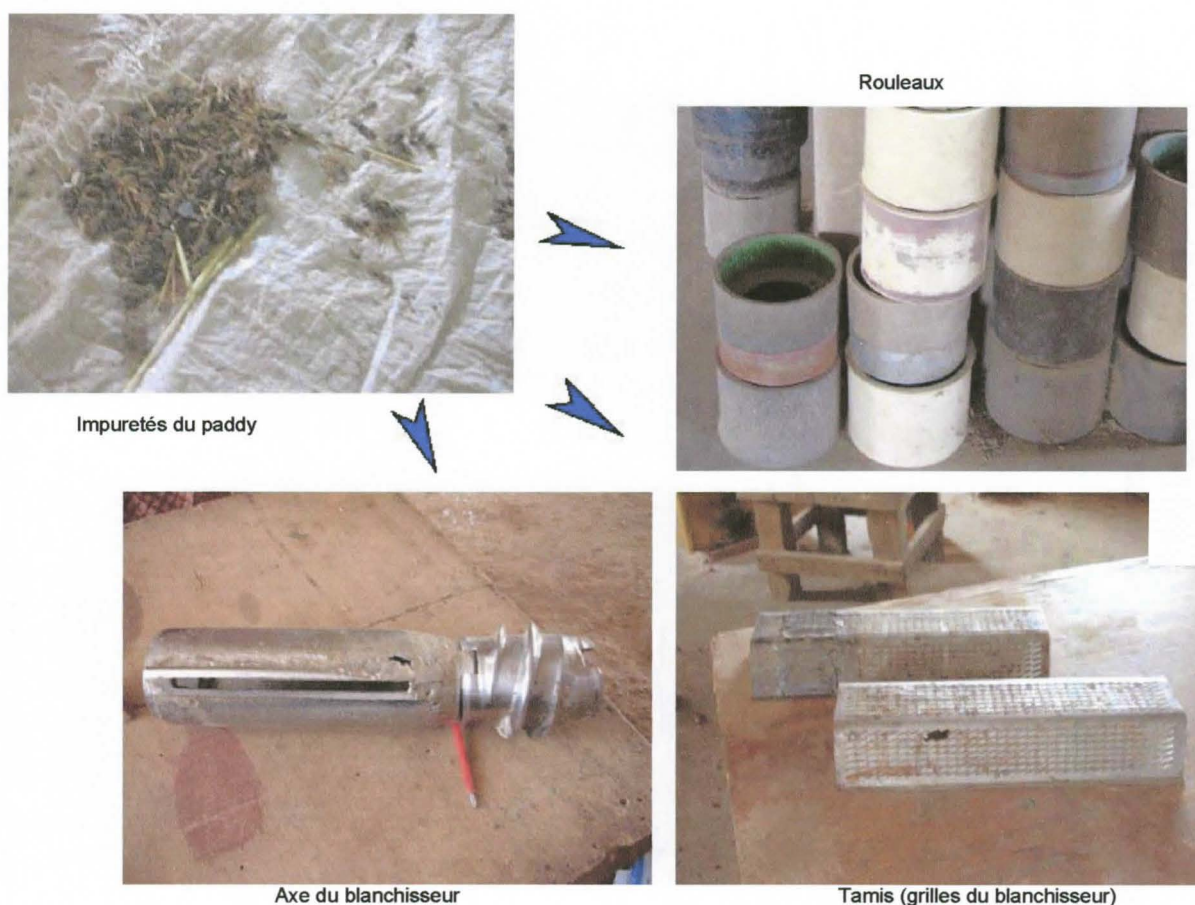 Rouleaux
Impuretés du paddy
Axe du blanchisseur
Tamis (grilles du blanchisseur)